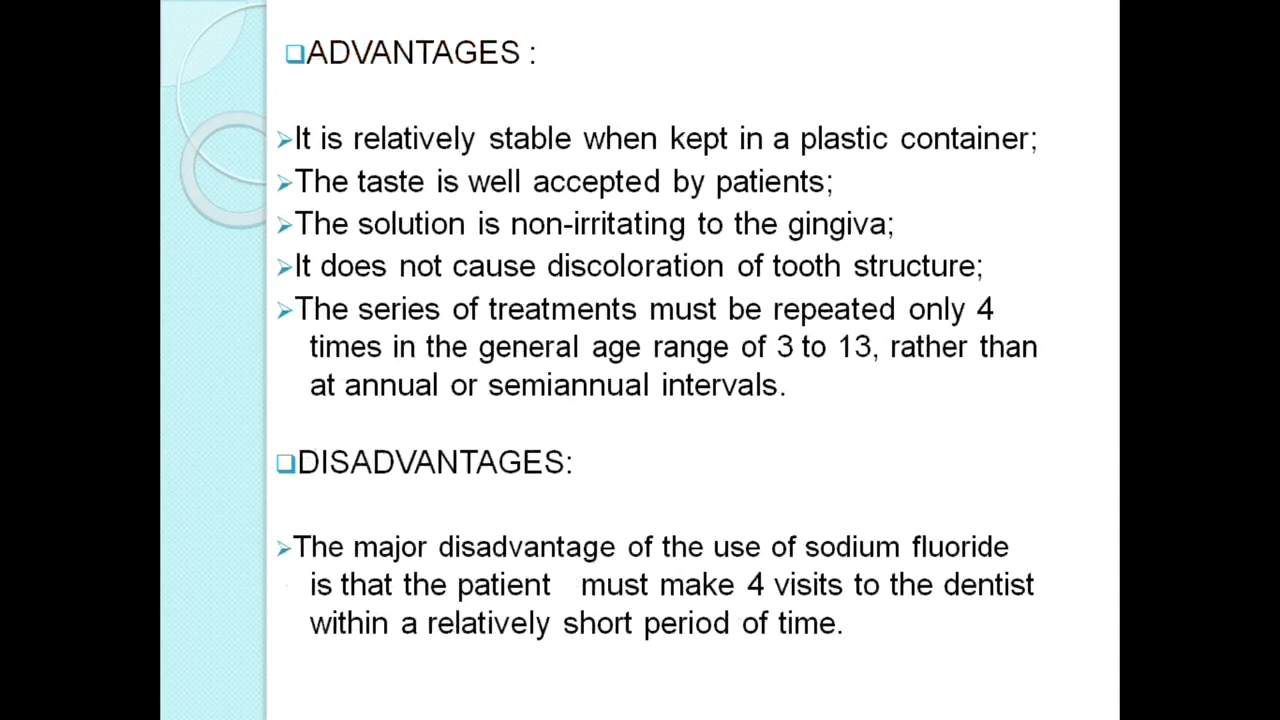 ADVANTAGES :
It is relatively stable when kept in a plastic container;
The taste is well accepted by patients;
The solution is non-irritating to the gingiva;
It does not cause discoloration of tooth structure;
The series of treatments must be repeated only 4
times in the general age range of 3 to 13, rather than
at annual or semiannual intervals.
DISADVANTAGES:
The major disadvantage of the use of sodium fluoride
is that the patient must make 4 visits to the dentist
within a relatively short period of time.